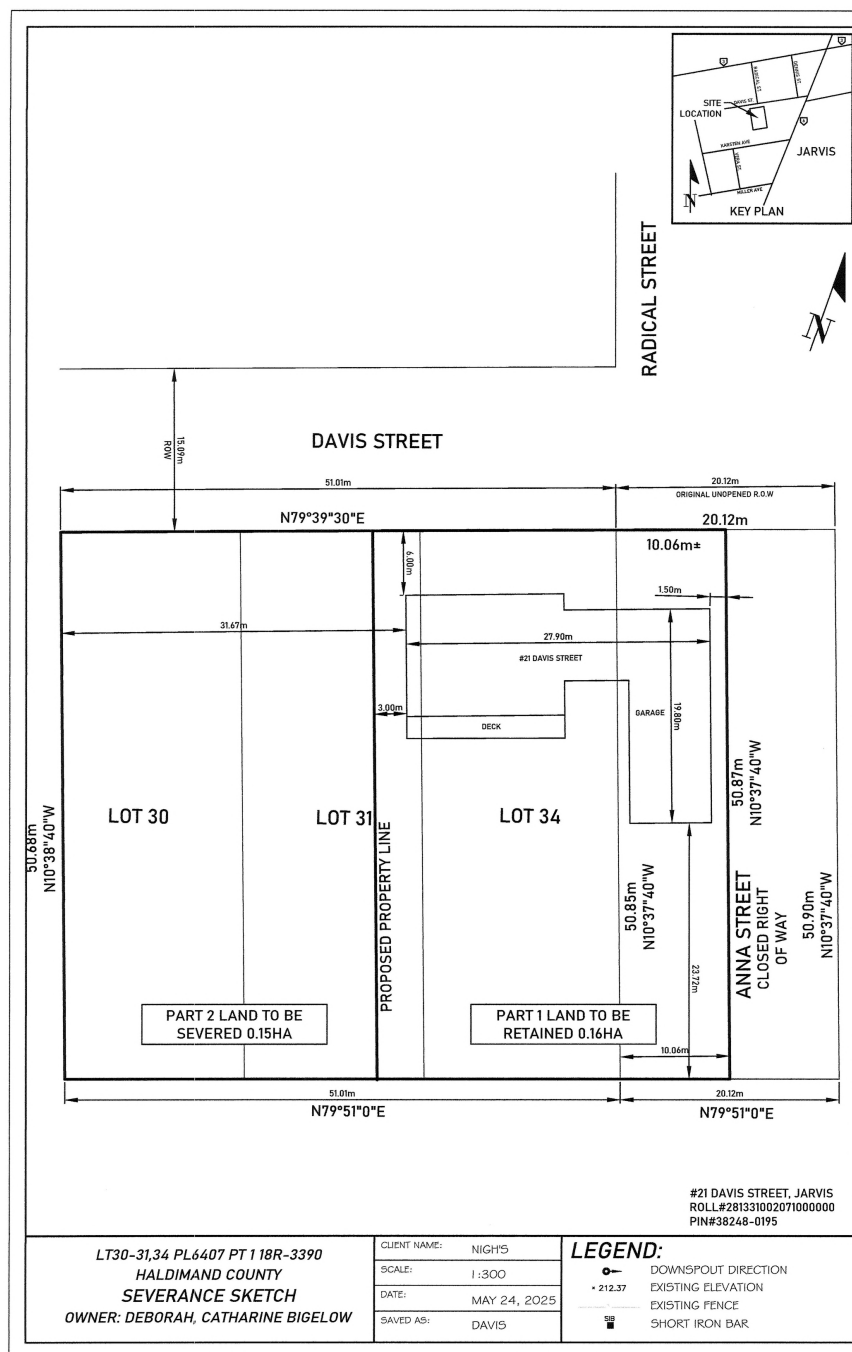 3
3
RADICAL ST.
GEORGE ST.
DAVIS ST.
SITE
LOCATION
6
KARSTEN AVE
JARVIS
MILLER AVE
N
KEY PLAN
RADICAL STREET
N
15.09m
ROW
DAVIS STREET
51.01m
20.12m
ORIGINAL UNOPENED R.O.W
N79°39'30"E
20.12m
10.06m±
6.00m
1.50m
31.67m
27.90m
#21 DAVIS STREET
3.00m
DECK
GARAGE
19.80m
50.68m
N10°38"40"W
LOT 30
LOT 31
LOT 34
PROPOSED PROPERTY LINE
50.87m
N10°37"40"W
50.85m
N10°37"40"W
ANNA STREET
CLOSED RIGHT
OF WAY
50.90m
N10°37"40"W
23.72m
PART 2 LAND TO BE
SEVERED 0.15HA
PART 1 LAND TO BE
RETAINED 0.16HA
10.06m
51.01m
N79°51"0"E
20.12m
N79°51"0"E
#21 DAVIS STREET, JARVIS
ROLL#281331002071000000
PIN#38248-0195
LT30-31,34 PL6407 PT 1 18R-3390
HALDIMAND COUNTY
SEVERANCE SKETCH
OWNER: DEBORAH, CATHARINE BIGELOW
CLIENT NAME: NIGH'S
SCALE: 1:300
DATE: MAY 24, 2025
SAVED AS: DAVIS
LEGEND:
DOWNSPOUT DIRECTION
× 212.37 EXISTING ELEVATION
EXISTING FENCE
SIB SHORT IRON BAR